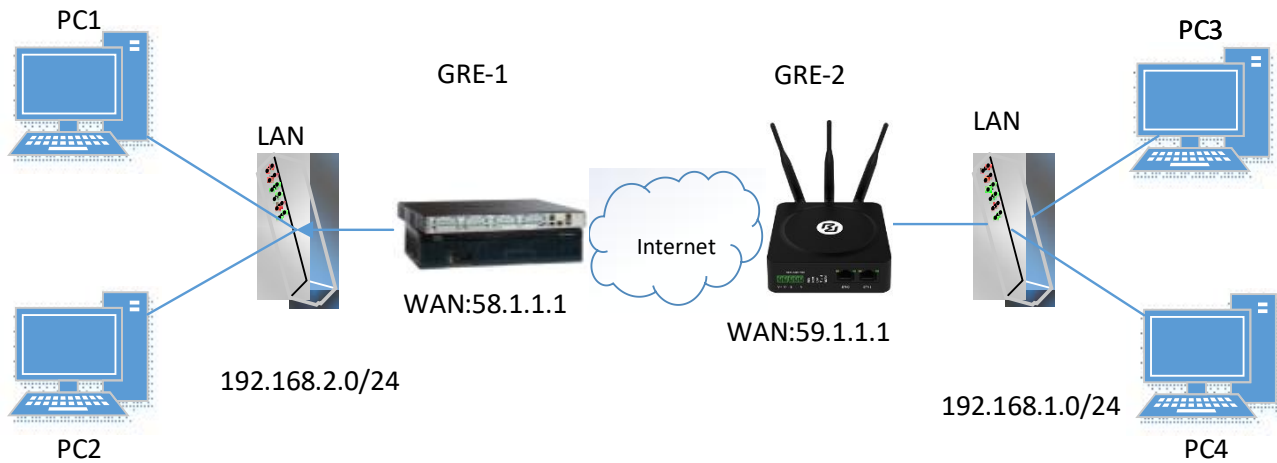 PC1
PC3
GRE-1
GRE-2
LAN
LAN
Internet
WAN:58.1.1.1
WAN:59.1.1.1
192.168.2.0/24
192.168.1.0/24
PC2
PC4